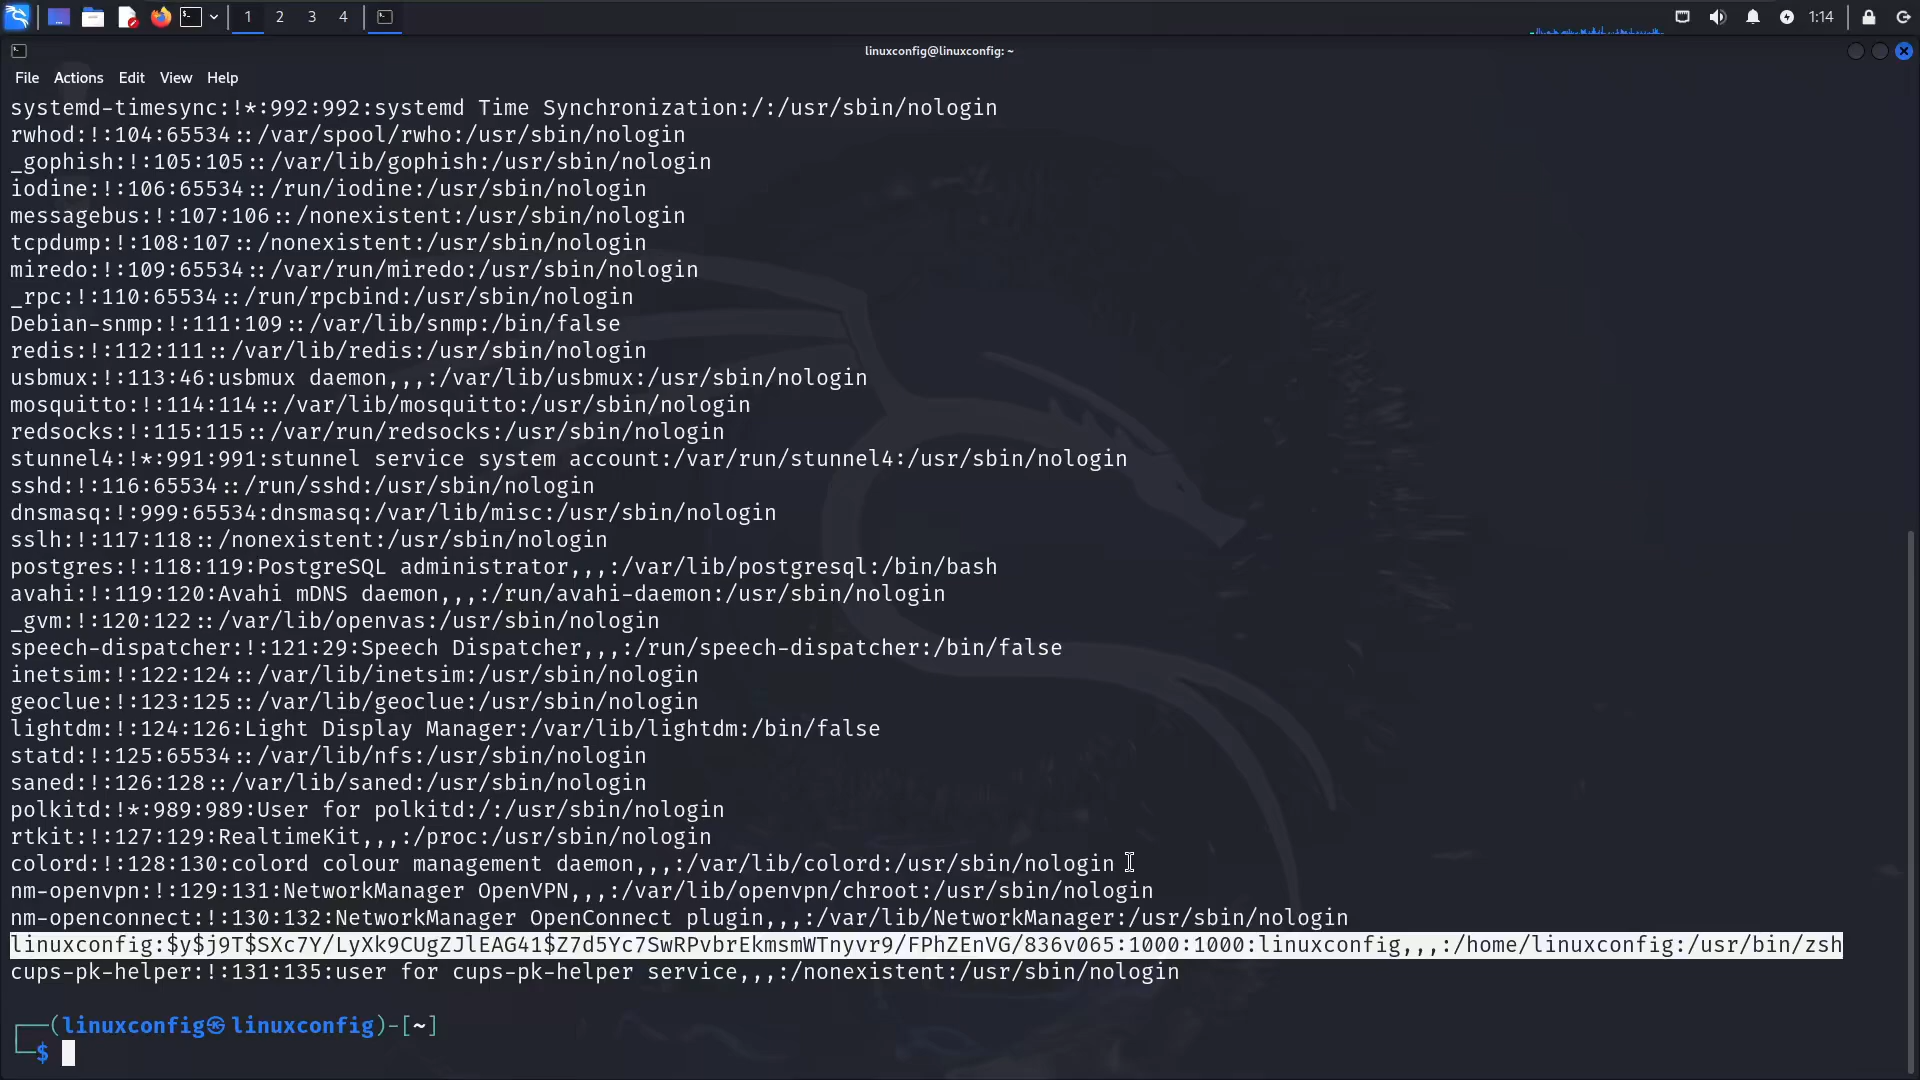 1 2 3 4 1:14
linuxconfig@linuxconfig: ~
File Actions Edit View Help
systemd-timesync:!*:992:992:systemd Time Synchronization:/:/usr/sbin/nologin
rwhod:!:104:65534::/var/spool/rwho:/usr/sbin/nologin
_gophish:!:105:105::/var/lib/gophish:/usr/sbin/nologin
iodine:!:106:65534::/run/iodine:/usr/sbin/nologin
messagebus:!:107:106::/nonexistent:/usr/sbin/nologin
tcpdump:!:108:107::/nonexistent:/usr/sbin/nologin
miredo:!:109:65534::/var/run/miredo:/usr/sbin/nologin
_rpc:!:110:65534::/run/rpcbind:/usr/sbin/nologin
Debian-snmp:!:111:109::/var/lib/snmp:/bin/false
redis:!:112:111::/var/lib/redis:/usr/sbin/nologin
usbmux:!:113:46:usbmux daemon,,,:/var/lib/usbmux:/usr/sbin/nologin
mosquitto:!:114:114::/var/lib/mosquitto:/usr/sbin/nologin
redsocks:!:115:115::/var/run/redsocks:/usr/sbin/nologin
stunnel4:!*:991:991:stunnel service system account:/var/run/stunnel4:/usr/sbin/nologin
sshd:!:116:65534::/run/sshd:/usr/sbin/nologin
dnsmasq:!:999:65534:dnsmasq:/var/lib/misc:/usr/sbin/nologin
sslh:!:117:118::/nonexistent:/usr/sbin/nologin
postgres:!:118:119:PostgreSQL administrator,,,:/var/lib/postgresql:/bin/bash
avahi:!:119:120:Avahi mDNS daemon,,,:/run/avahi-daemon:/usr/sbin/nologin
_gvm:!:120:122::/var/lib/openvas:/usr/sbin/nologin
speech-dispatcher:!:121:29:Speech Dispatcher,,,:/run/speech-dispatcher:/bin/false
inetsim:!:122:124::/var/lib/inetsim:/usr/sbin/nologin
geoclue:!:123:125::/var/lib/geoclue:/usr/sbin/nologin
lightdm:!:124:126:Light Display Manager:/var/lib/lightdm:/bin/false
statd:!:125:65534::/var/lib/nfs:/usr/sbin/nologin
saned:!:126:128::/var/lib/saned:/usr/sbin/nologin
polkitd:!*:989:989:User for polkitd:/:/usr/sbin/nologin
rtkit:!:127:129:RealtimeKit,,,:/proc:/usr/sbin/nologin
colord:!:128:130:colord colour management daemon,,,:/var/lib/colord:/usr/sbin/nologin
nm-openvpn:!:129:131:NetworkManager OpenVPN,,,:/var/lib/openvpn/chroot:/usr/sbin/nologin
nm-openconnect:!:130:132:NetworkManager OpenConnect plugin,,,:/var/lib/NetworkManager:/usr/sbin/nologin
linuxconfig:$y$j9T$SXc7Y/LyXk9CUgZJlEAG41$Z7d5Yc7SwRPvbrEkmsmWTnyvr9/FPhZEnVG/836v065:1000:1000:linuxconfig,,,:/home/linuxconfig:/usr/bin/zsh
cups-pk-helper:!:131:135:user for cups-pk-helper service,,,:/nonexistent:/usr/sbin/nologin
┌──(linuxconfig㉿linuxconfig)-[~]
└─$